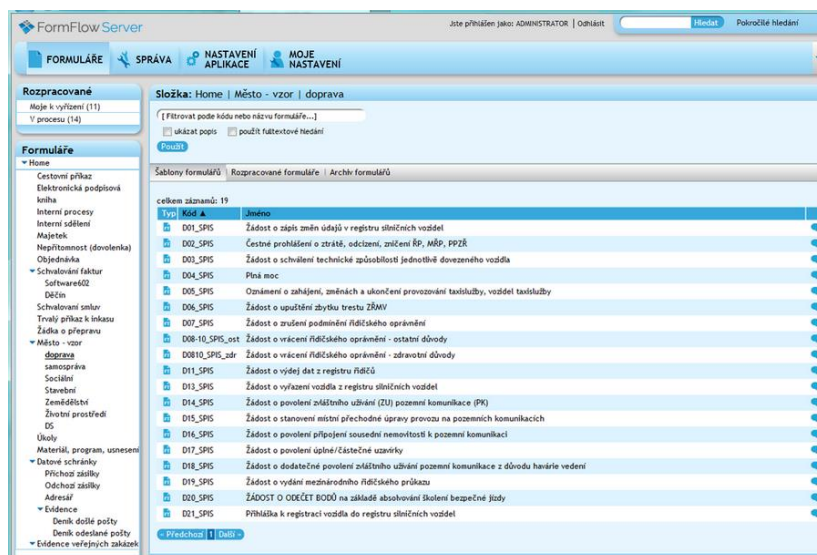 FormFlow Server
Jste přihlášen jako: ADMINISTRATOR | Odhlásit
Hledat
Pokročilé hledání
FORMULÁŘE
SPRÁVA
NASTAVENÍ APLIKACE
MOJE NASTAVENÍ
Rozpracované
Moje k vyřízení (11)
V procesu (14)
Formuláře
Home
Cestovní příkaz
Elektronická podpisová
kniha
Interní procesy
Interní sdělení
Majetek
Nepřítomnost (dovolenka)
Objednávka
Schvalování faktur
Software602
Děčín
Schvalovaní smluv
Trvalý příkaz k inkasu
Žádka o přepravu
Město - vzor
doprava
samospráva
Sociální
Stavební
Zemědělství
Životní prostředí
DS
Úkoly
Materiál, program, usnesení
Datové schránky
Příchozí zásilky
Odchozí zásilky
Adresář
Evidence
Deník došlé pošty
Deník odeslané pošty
Evidence veřejných zakázek
Složka: Home | Město - vzor | doprava
[Filtrovat podle kódu nebo názvu formuláře...]
ukázat popis
použít fulltextové hledání
Použít
Šablony formulářů | Rozpracované formuláře | Archiv formulářů
celkem záznamů: 19
Typ Kód ▲ Jméno
D01_SPIS Žádost o zápis změn údajů v registru silničních vozidel
D02_SPIS Čestné prohlášení o ztrátě, odcizení, zničení ŘP, MŘP, PPZŘ
D03_SPIS Žádost o schválení technické způsobilosti jednotlivě dovezeného vozidla
D04_SPIS Plná moc
D05_SPIS Oznámení o zahájení, změnách a ukončení provozování taxislužby, vozidel taxislužby
D06_SPIS Žádost o upuštění zbytku trestu ZŘMV
D07_SPIS Žádost o zrušení podmínění řidičského oprávnění
D08-10_SPIS_ost Žádost o vrácení řidičského oprávnění - ostatní důvody
D0810_SPIS_zdr Žádost o vrácení řidičského oprávnění - zdravotní důvody
D11_SPIS Žádost o výdej dat z registru řidičů
D13_SPIS Žádost o vyřazení vozidla z registru silničních vozidel
D14_SPIS Žádost o povolení zvláštního užívání (ZU) pozemní komunikace (PK)
D15_SPIS Žádost o stanovení místní přechodné úpravy provozu na pozemních komunikacích
D16_SPIS Žádost o povolení připojení sousední nemovitosti k pozemní komunikaci
D17_SPIS Žádost o povolení úplné/částečné uzavírky
D18_SPIS Žádost o dodatečné povolení zvláštního užívání pozemní komunikace z důvodu havárie vedení
D19_SPIS Žádost o vydání mezinárodního řidičského průkazu
D20_SPIS ŽÁDOST O ODEČET BODŮ na základě absolvování školení bezpečné jízdy
D21_SPIS Přihláška k registraci vozidla do registru silničních vozidel
« Předchozí 1 Další »